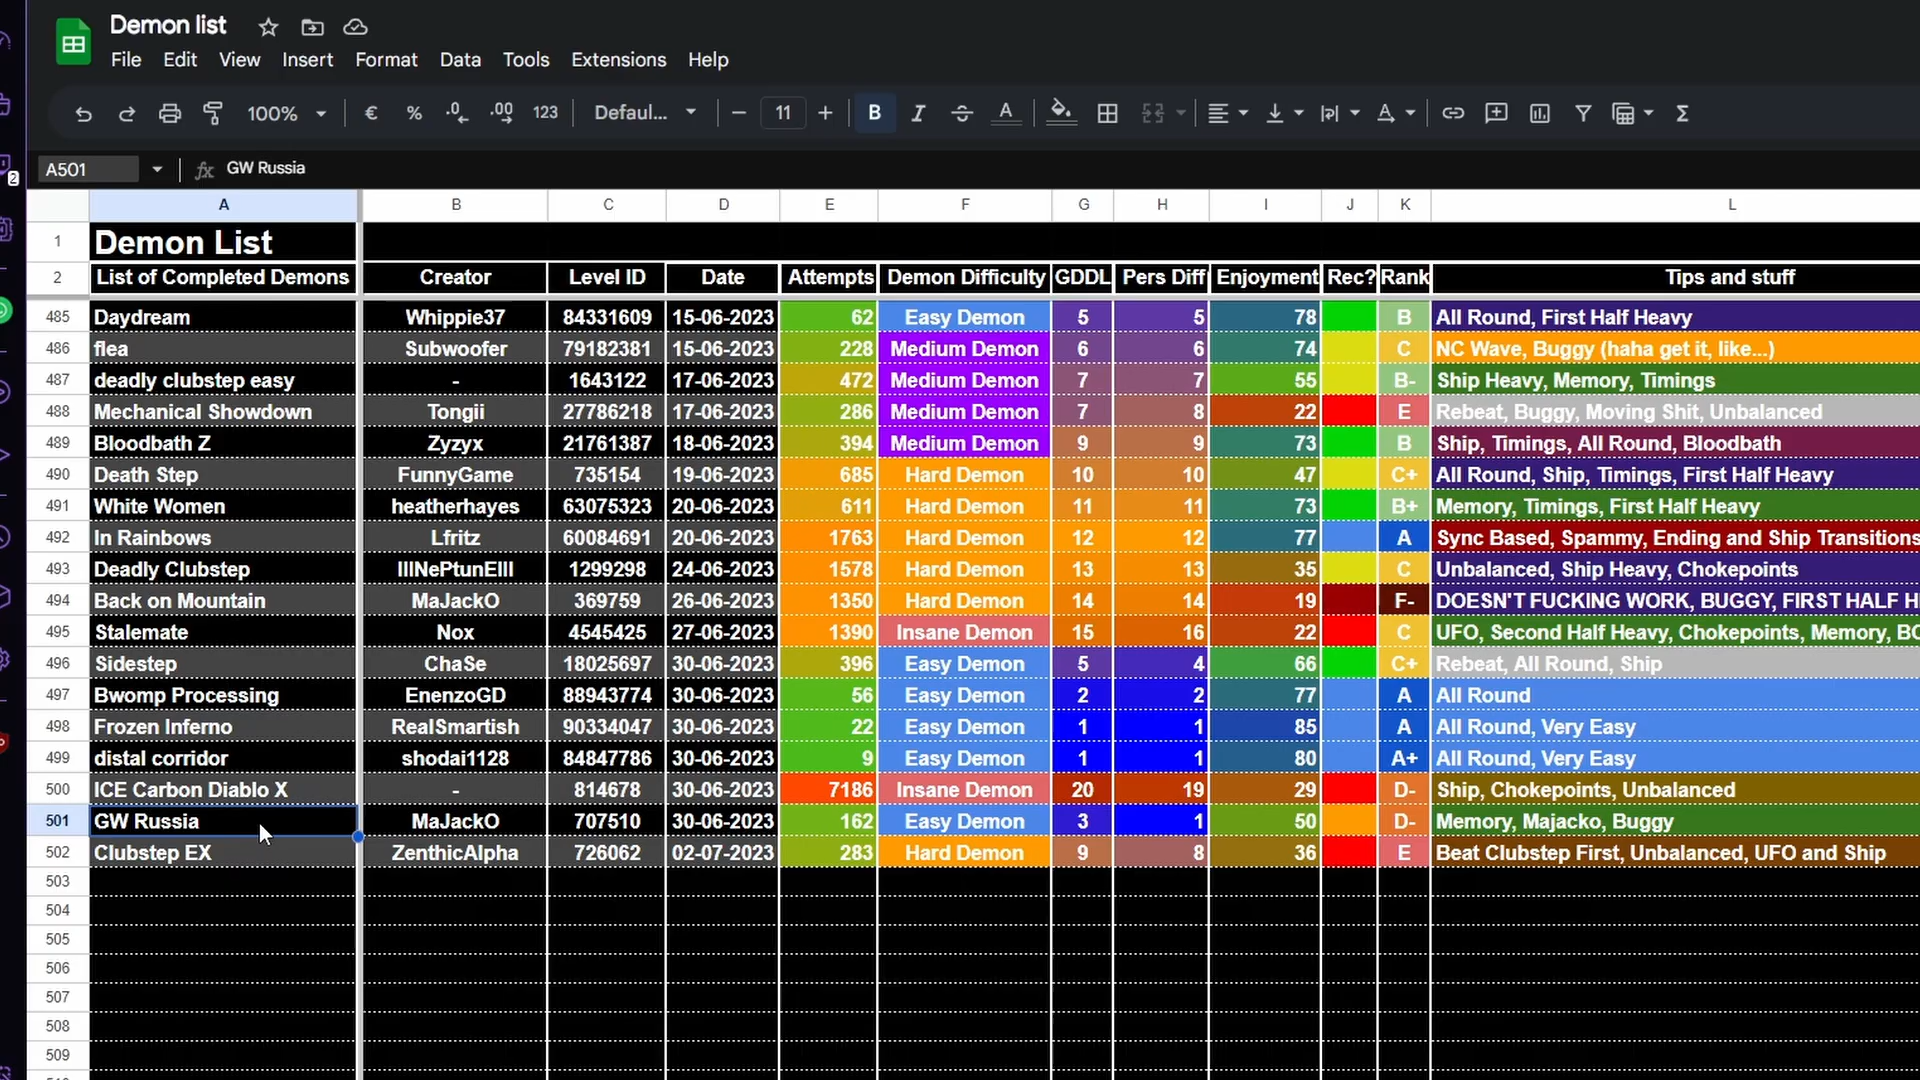 Demon list
File Edit View Insert Format Data Tools Extensions Help
100% € % .0 .00 123 Defaul... 11 B I A A Σ
A501 fx GW Russia
2
A B C D E F G H I J K L
1 Demon List
2 List of Completed Demons Creator Level ID Date Attempts Demon Difficulty GDDL Pers Diff Enjoyment Rec? Rank Tips and stuff
485 Daydream Whippie37 84331609 15-06-2023 62 Easy Demon 5 5 78 B All Round, First Half Heavy
486 flea Subwoofer 79182381 15-06-2023 228 Medium Demon 6 6 74 C NC Wave, Buggy (haha get it, like...)
487 deadly clubstep easy - 1643122 17-06-2023 472 Medium Demon 7 7 55 B- Ship Heavy, Memory, Timings
488 Mechanical Showdown Tongii 27786218 17-06-2023 286 Medium Demon 7 8 22 E Rebeat, Buggy, Moving Shit, Unbalanced
489 Bloodbath Z Zyzyx 21761387 18-06-2023 394 Medium Demon 9 9 73 B Ship, Timings, All Round, Bloodbath
490 Death Step FunnyGame 735154 19-06-2023 685 Hard Demon 10 10 47 C+ All Round, Ship, Timings, First Half Heavy
491 White Women heatherhayes 63075323 20-06-2023 611 Hard Demon 11 11 73 B+ Memory, Timings, First Half Heavy
492 In Rainbows Lfritz 60084691 20-06-2023 1763 Hard Demon 12 12 77 A Sync Based, Spammy, Ending and Ship Transitions
493 Deadly Clubstep IIINePtunEIII 1299298 24-06-2023 1578 Hard Demon 13 13 35 C Unbalanced, Ship Heavy, Chokepoints
494 Back on Mountain MaJackO 369759 26-06-2023 1350 Hard Demon 14 14 19 F- DOESN'T FUCKING WORK, BUGGY, FIRST HALF H
495 Stalemate Nox 4545425 27-06-2023 1390 Insane Demon 15 16 22 C UFO, Second Half Heavy, Chokepoints, Memory, BO
496 Sidestep ChaSe 18025697 30-06-2023 396 Easy Demon 5 4 66 C+ Rebeat, All Round, Ship
497 Bwomp Processing EnenzoGD 88943774 30-06-2023 56 Easy Demon 2 2 77 A All Round
498 Frozen Inferno RealSmartish 90334047 30-06-2023 22 Easy Demon 1 1 85 A All Round, Very Easy
499 distal corridor shodai1128 84847786 30-06-2023 9 Easy Demon 1 1 80 A+ All Round, Very Easy
500 ICE Carbon Diablo X - 814678 30-06-2023 7186 Insane Demon 20 19 29 D- Ship, Chokepoints, Unbalanced
501 GW Russia MaJackO 707510 30-06-2023 162 Easy Demon 3 1 50 D- Memory, Majacko, Buggy
502 Clubstep EX ZenthicAlpha 726062 02-07-2023 283 Hard Demon 9 8 36 E Beat Clubstep First, Unbalanced, UFO and Ship
503
504
505
506
507
508
509